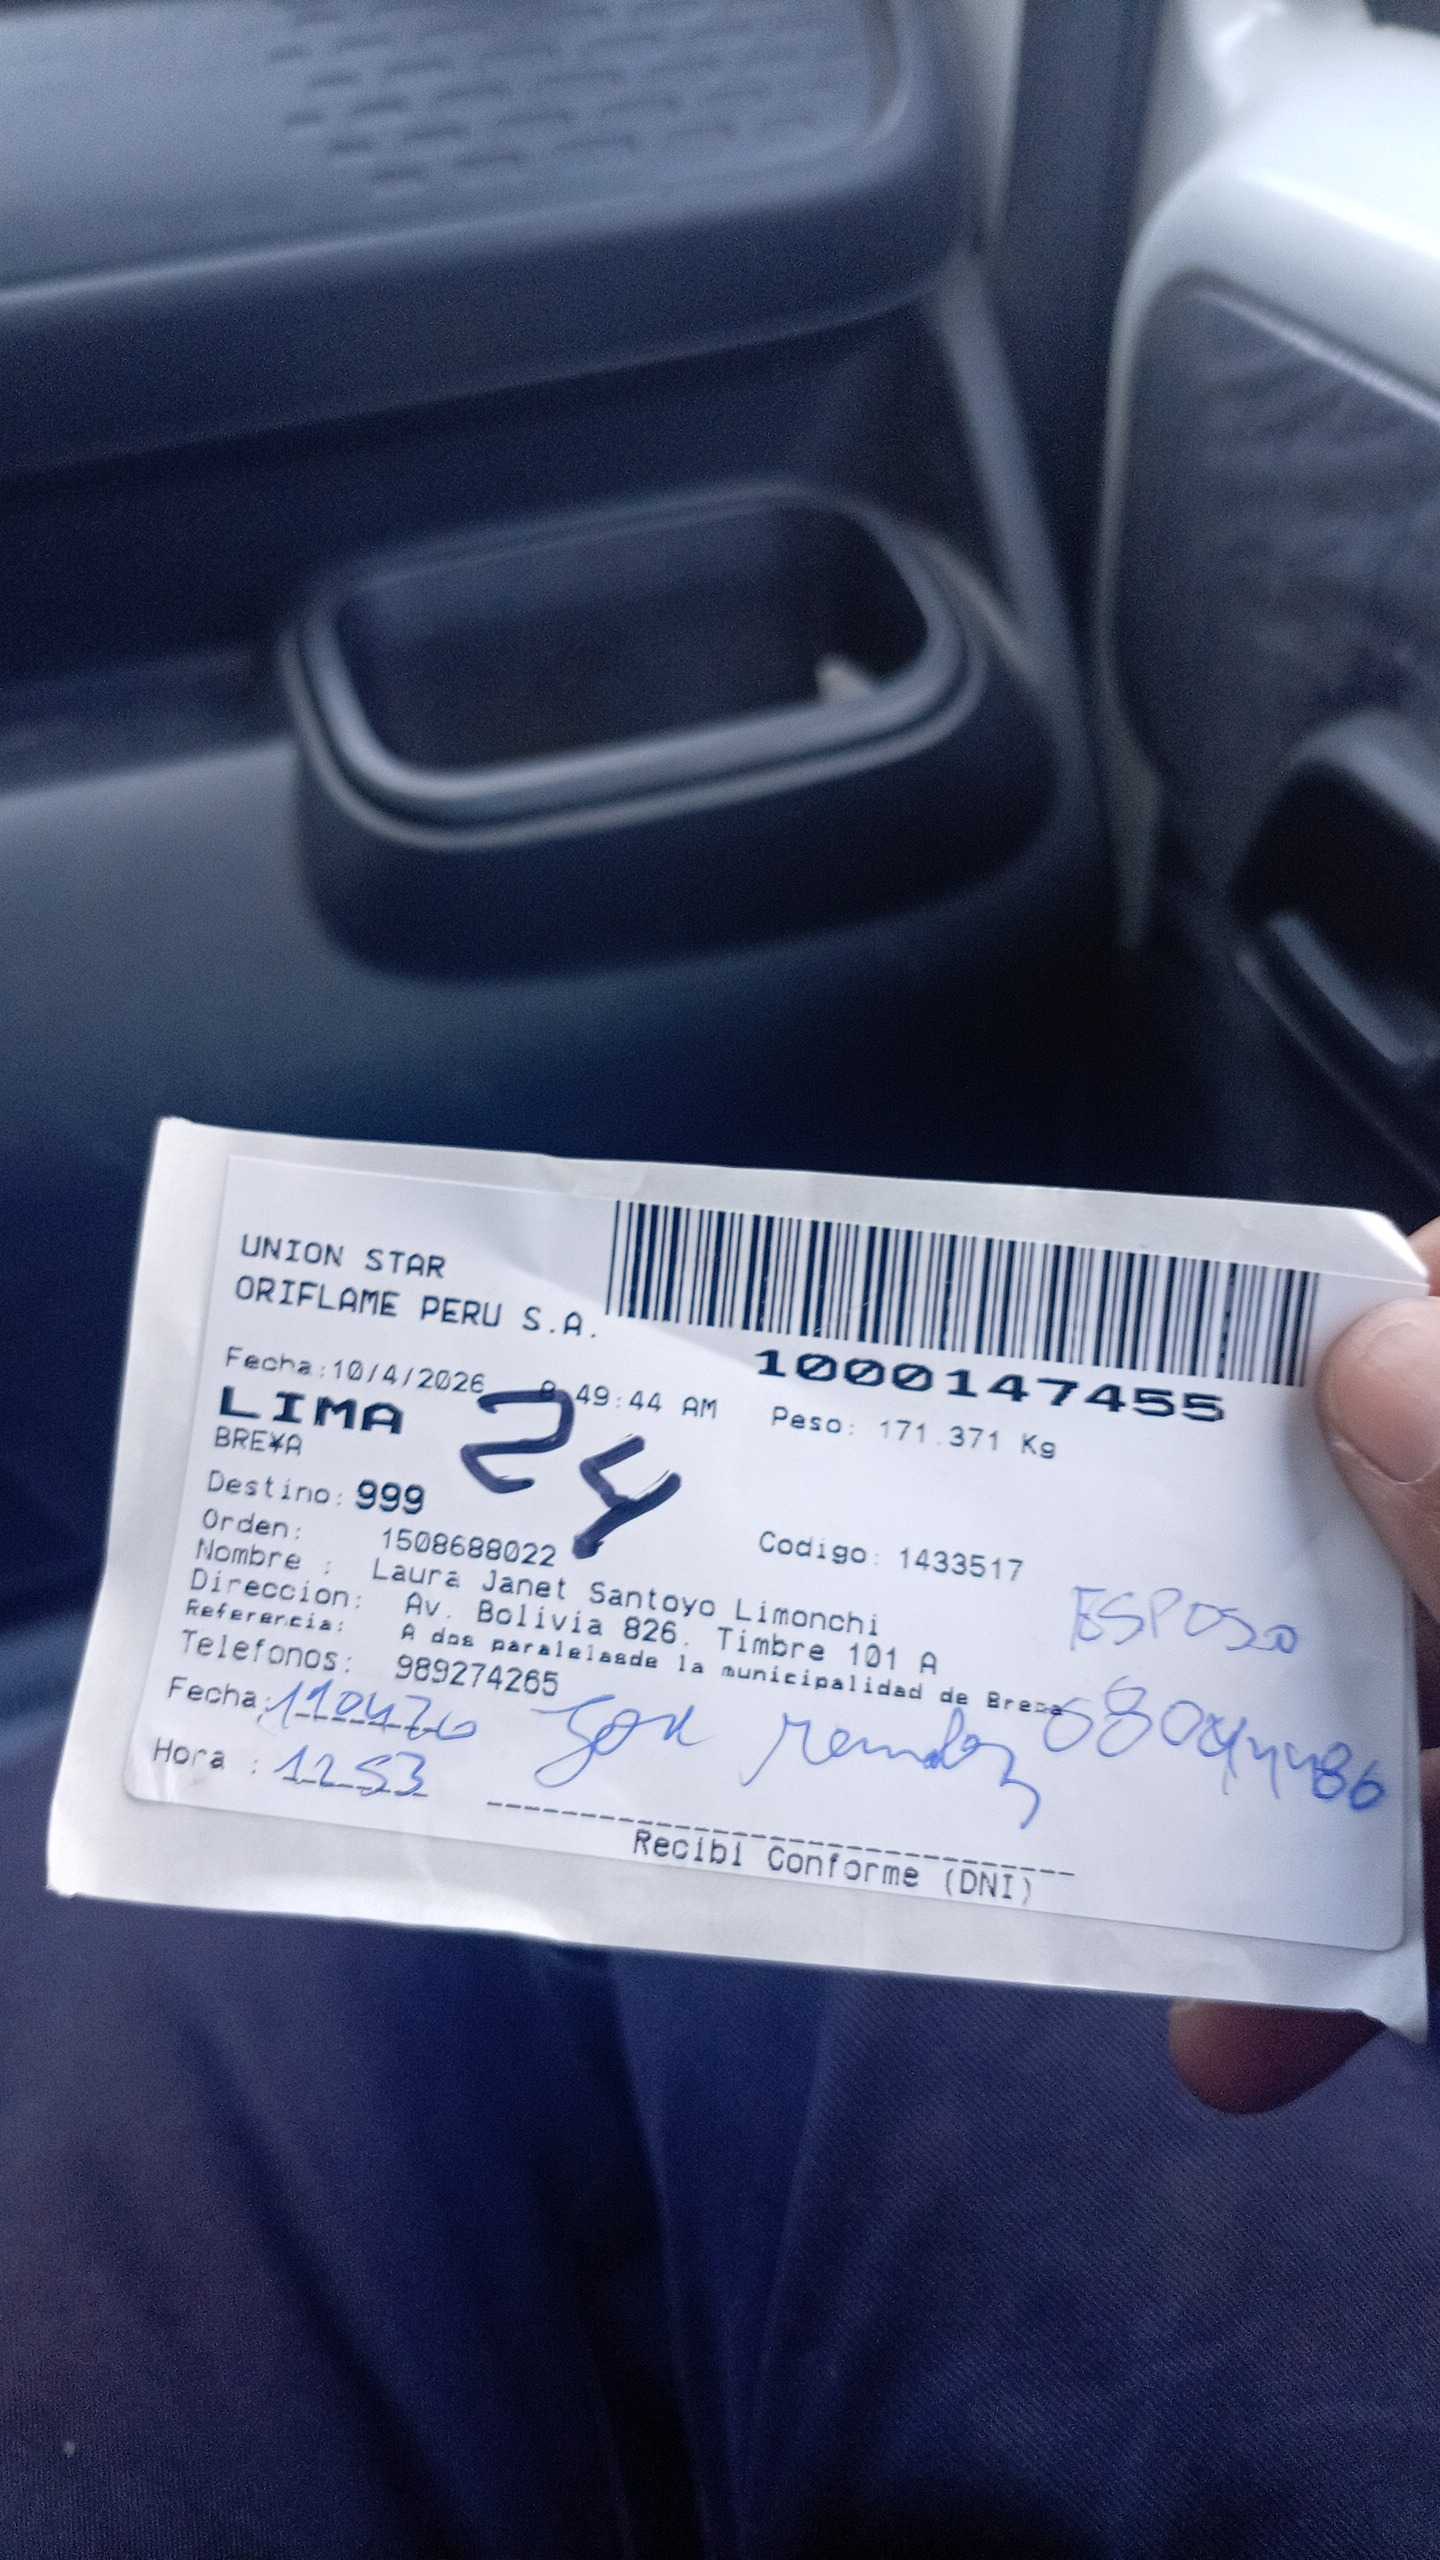 UNION STAR
ORIFLAME PERU S.A.
1000147455
Fecha:10/4/2026 8:49:44 AM
Peso: 171.371 Kg
LIMA
24
BRE¥A
Destino: 999
Orden: 1508688022
Codigo: 1433517
Nombre : Laura Janet Santoyo Limonchi
Direccion: Av. Bolivia 826. Timbre 101 A
ESPOSO
Referencia: A dos paralelasde la municipalidad de Brena
Telefonos: 989274265
Fecha: 110426
Hora : 1253
Recibi Conforme (DNI)